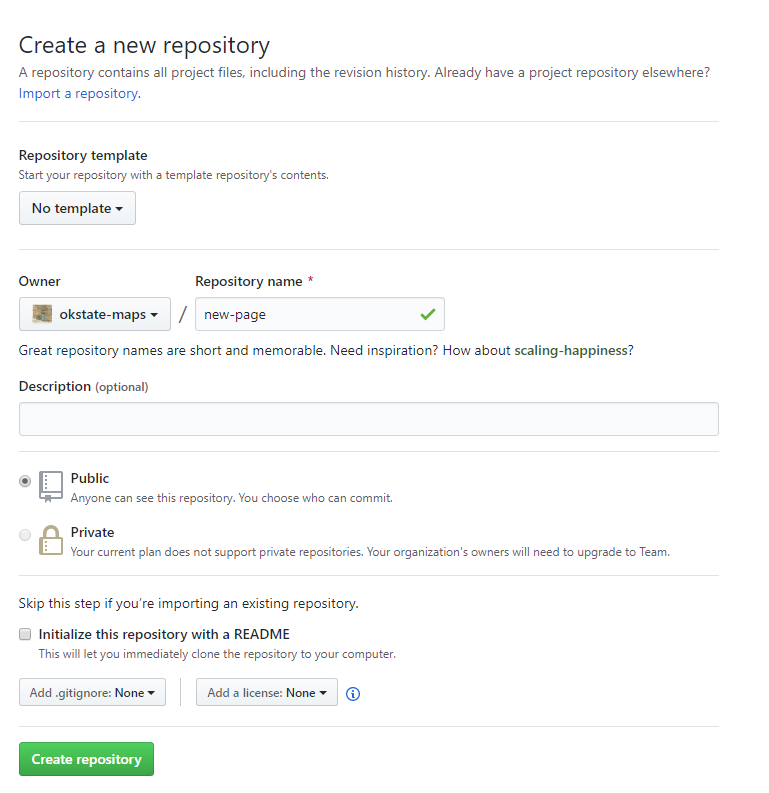 Create a new repository
A repository contains all project files, including the revision history. Already have a project repository elsewhere?
Import a repository.
Repository template
Start your repository with a template repository's contents.
No template
Owner
Repository name *
okstate-maps
/
new-page
Great repository names are short and memorable. Need inspiration? How about scaling-happiness?
Description (optional)
Public
Anyone can see this repository. You choose who can commit.
Private
Your current plan does not support private repositories. Your organization's owners will need to upgrade to Team.
Skip this step if you're importing an existing repository.
Initialize this repository with a README
This will let you immediately clone the repository to your computer.
Add .gitignore: None
Add a license: None
Create repository